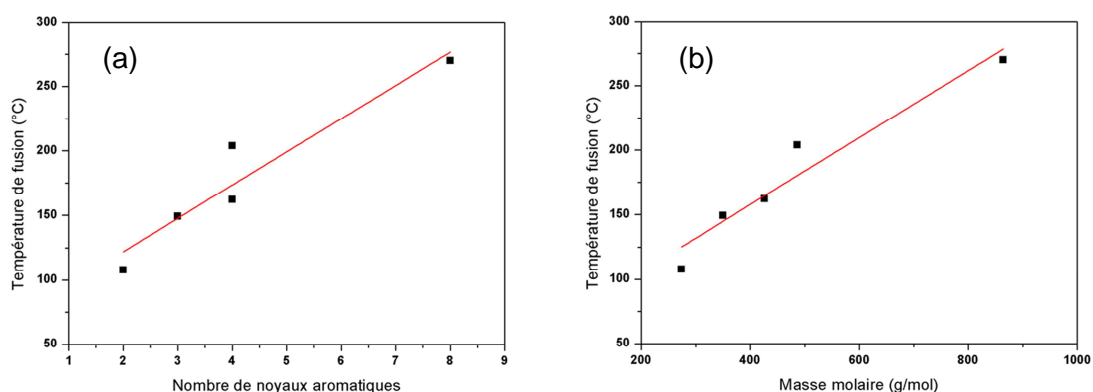 (a)
Température de fusion (°C)
300
250
200
150
100
50
1 2 3 4 5 6 7 8 9
Nombre de noyaux aromatiques
(b)
Température de fusion (°C)
300
250
200
150
100
50
200 400 600 800 1000
Masse molaire (g/mol)